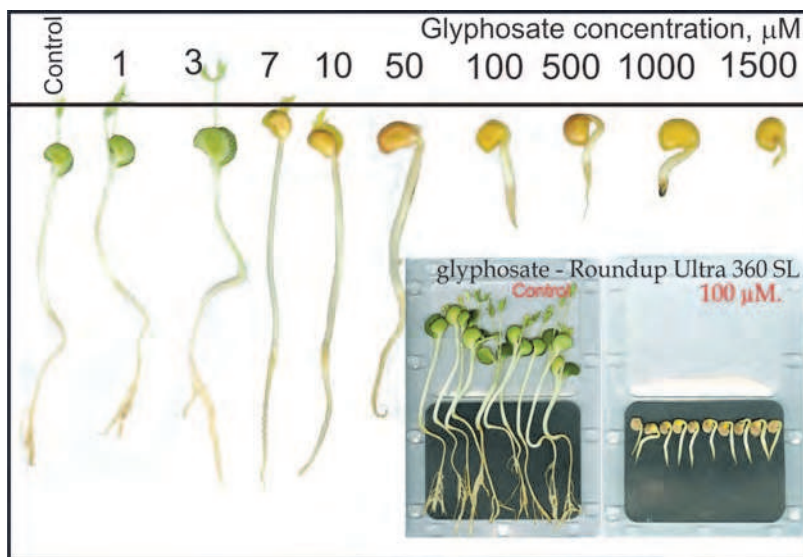 Glyphosate concentration, µM
Control 1 3 7 10 50 100 500 1000 1500
glyphosate - Roundup Ultra 360 SL
Control 100 µM.